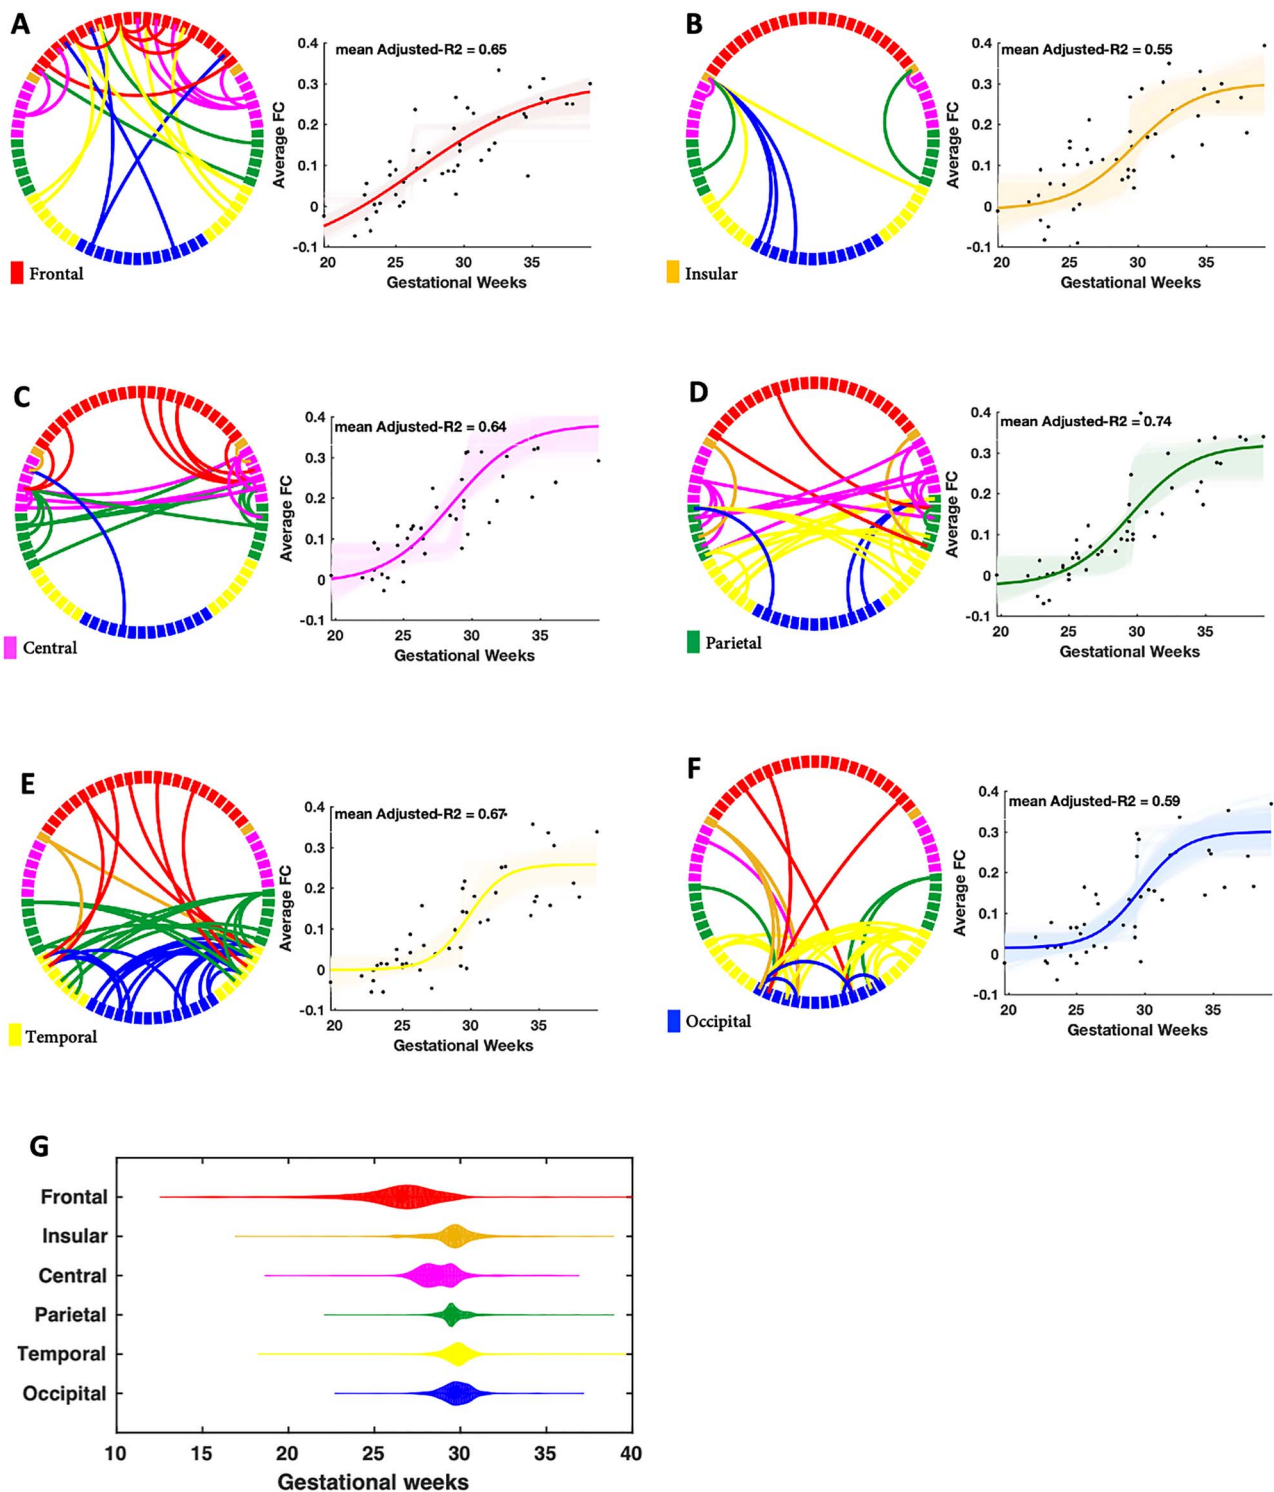 A
mean Adjusted-R2 = 0.65
Average FC
0.4
0.3
0.2
0.1
0
-0.1
20 25 30 35
Gestational Weeks
Frontal
B
mean Adjusted-R2 = 0.55
Average FC
0.4
0.3
0.2
0.1
0
-0.1
20 25 30 35
Gestational Weeks
Insular
C
mean Adjusted-R2 = 0.64
Average FC
0.4
0.3
0.2
0.1
0
-0.1
20 25 30 35
Gestational Weeks
Central
D
mean Adjusted-R2 = 0.74
Average FC
0.4
0.3
0.2
0.1
0
-0.1
20 25 30 35
Gestational Weeks
Parietal
E
mean Adjusted-R2 = 0.67
Average FC
0.4
0.3
0.2
0.1
0
-0.1
20 25 30 35
Gestational Weeks
Temporal
F
mean Adjusted-R2 = 0.59
Average FC
0.4
0.3
0.2
0.1
0
-0.1
20 25 30 35
Gestational Weeks
Occipital
G
Frontal
Insular
Central
Parietal
Temporal
Occipital
10 15 20 25 30 35 40
Gestational weeks